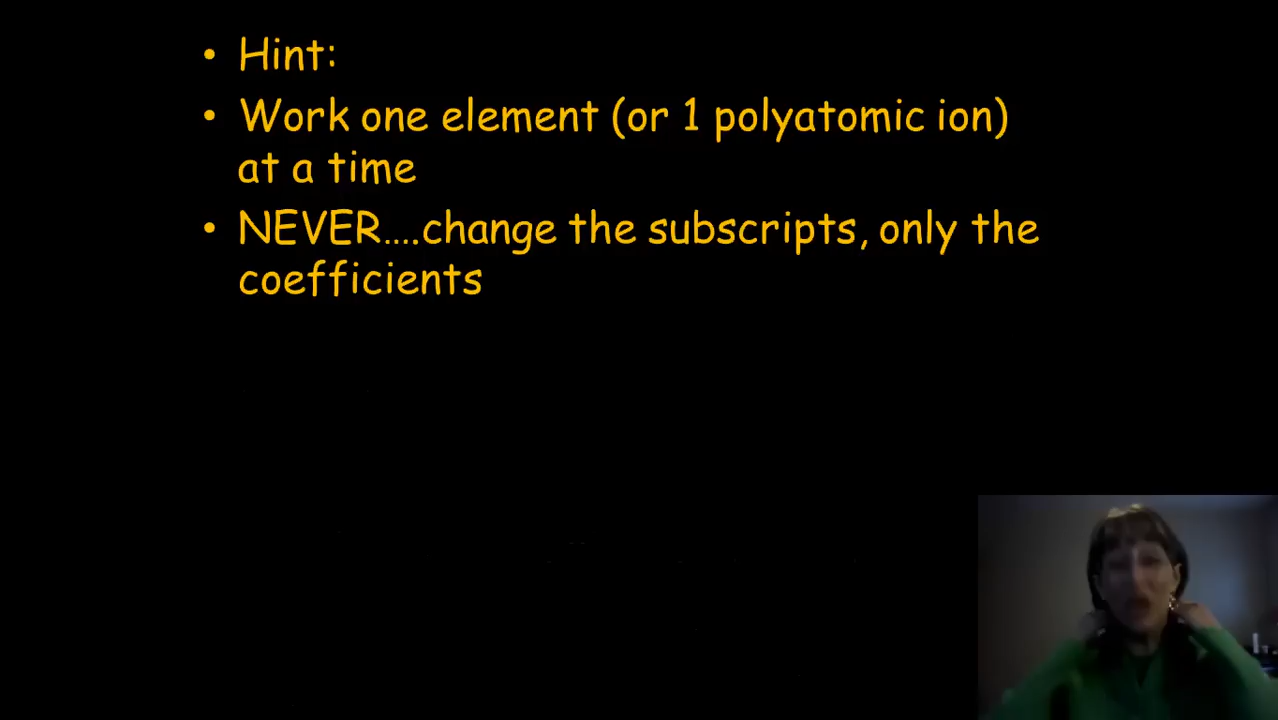 • Hint:
• Work one element (or 1 polyatomic ion)
at a time
• NEVER....change the subscripts, only the
coefficients